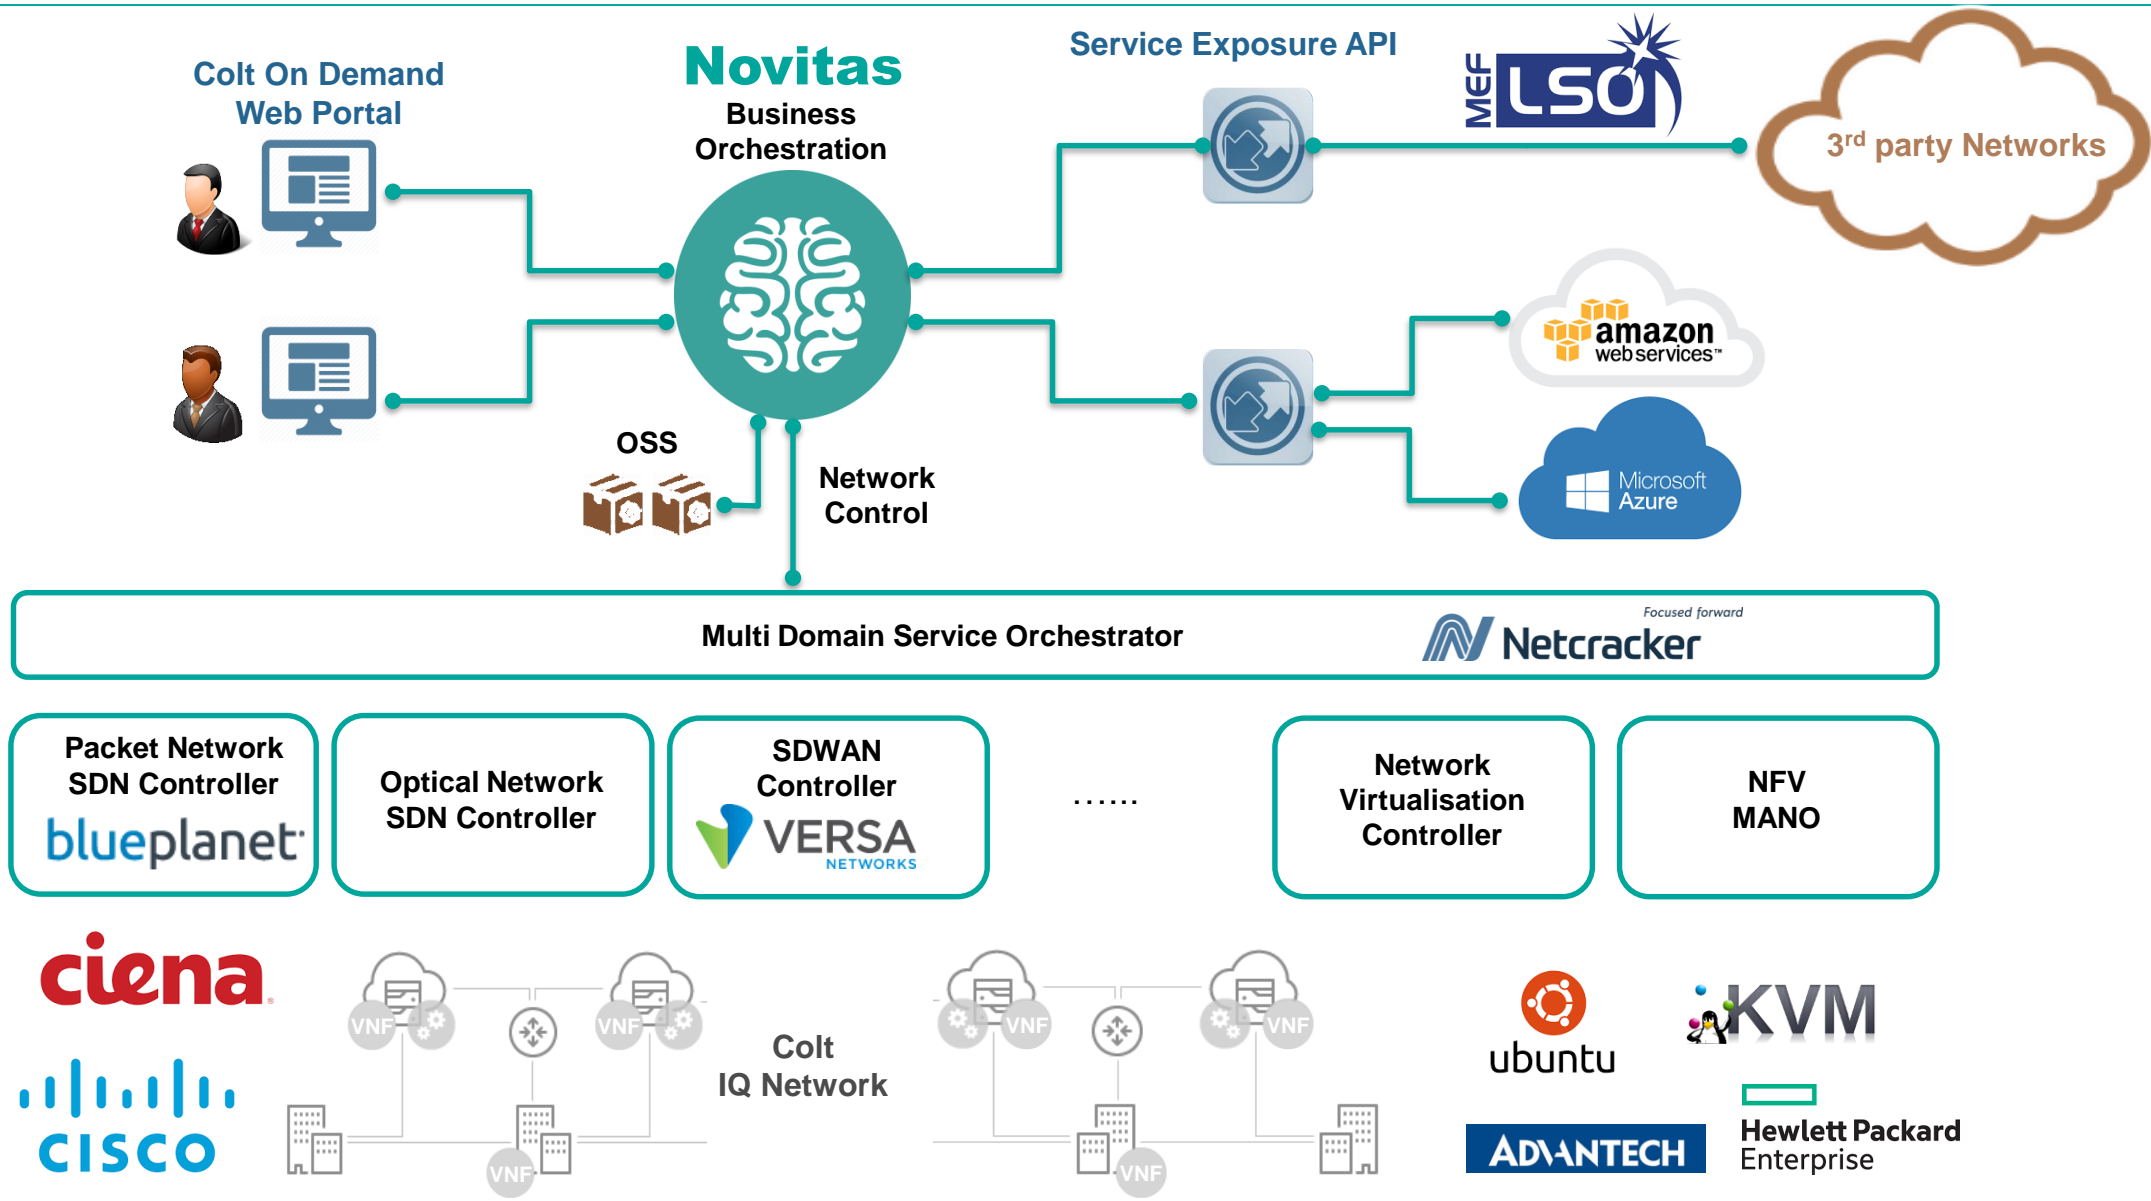 Colt On Demand
Web Portal
Novitas
Business
Orchestration
Service Exposure API
MEF
LSO
3rd party Networks
amazon
webservices™
Microsoft
Azure
OSS
Network
Control
Multi Domain Service Orchestrator
Focused forward
Netcracker
Packet Network
SDN Controller
blueplanet
Optical Network
SDN Controller
SDWAN
Controller
VERSA
NETWORKS
......
Network
Virtualisation
Controller
NFV
MANO
ciena
CISCO
VNF
VNF
VNF
Colt
IQ Network
VNF
VNF
VNF
ubuntu
KVM
ADVANTECH
Hewlett Packard
Enterprise